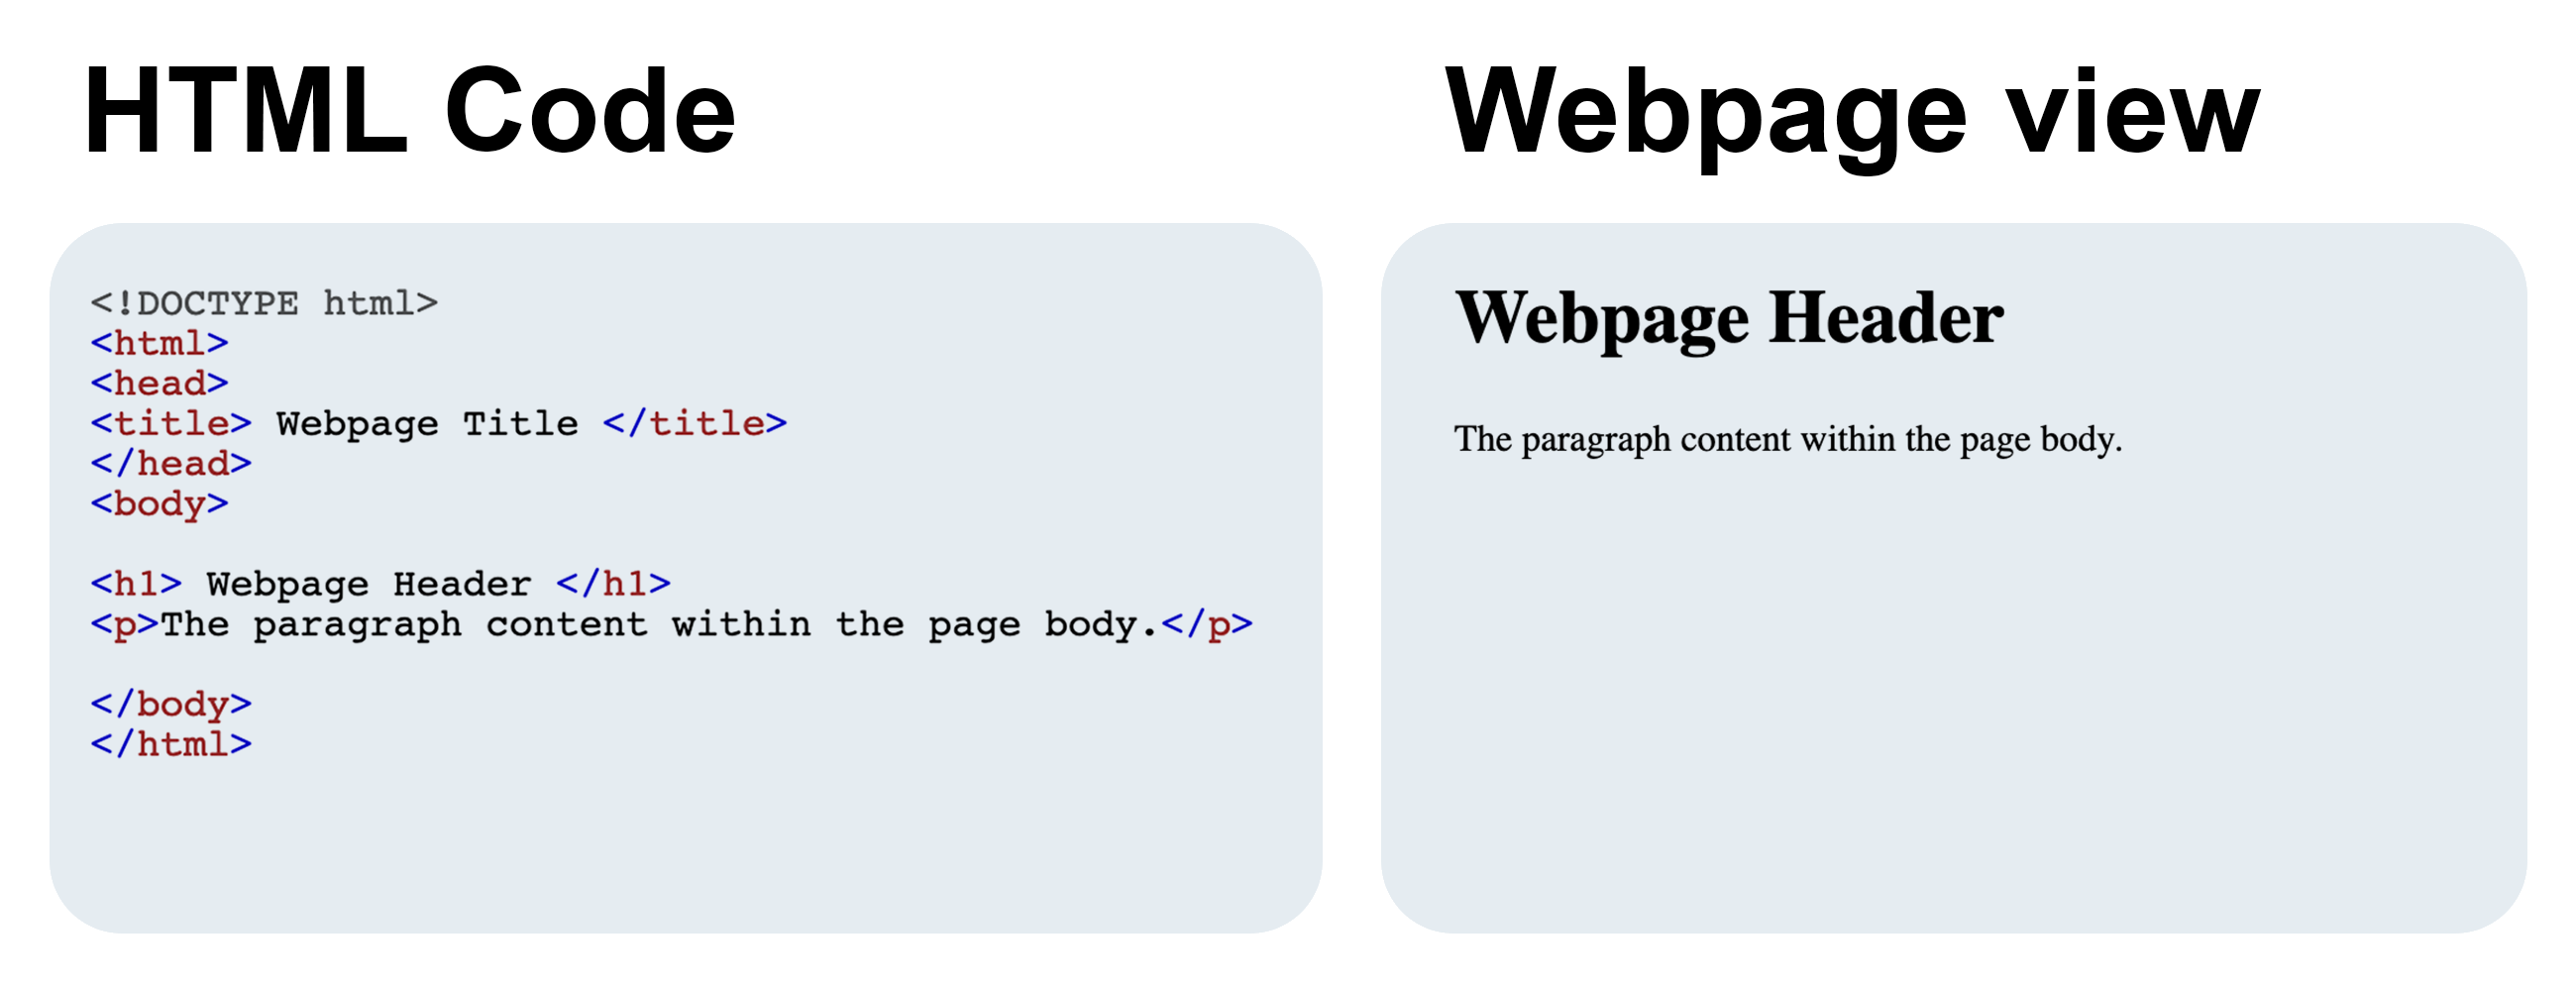 HTML Code
<!DOCTYPE html>
<html>
<head>
<title> Webpage Title </title>
</head>
<body>
<h1> Webpage Header </h1>
<p>The paragraph content within the page body.</p>
</body>
</html>
Webpage view
Webpage Header
The paragraph content within the page body.